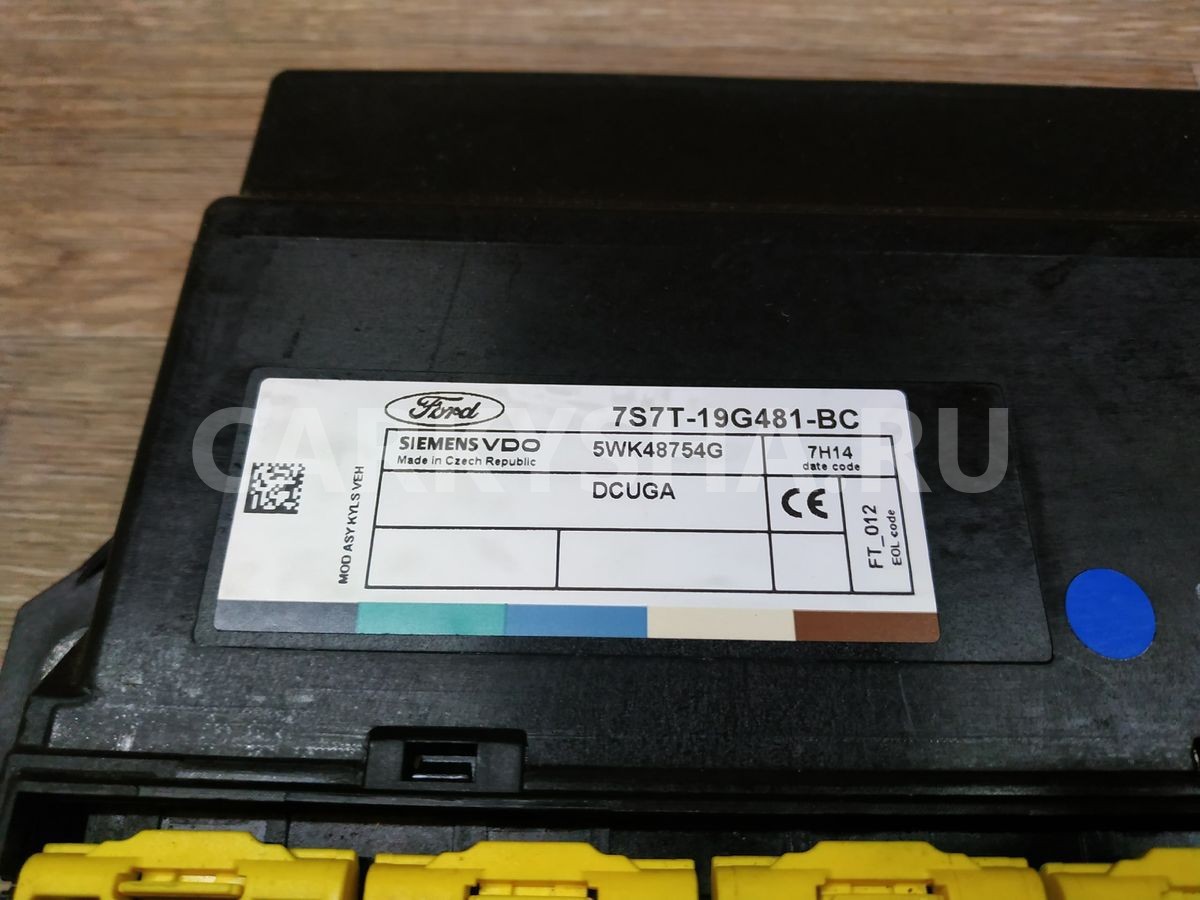 Ford
7S7T-19G481-BC
SIEMENS VDO
Made in Czech Republic
5WK48754G
7H14
date code
DCUGA
CE
FT_012
EOL code
MOD ASY KYLS VEH
CARRYSHA.RU